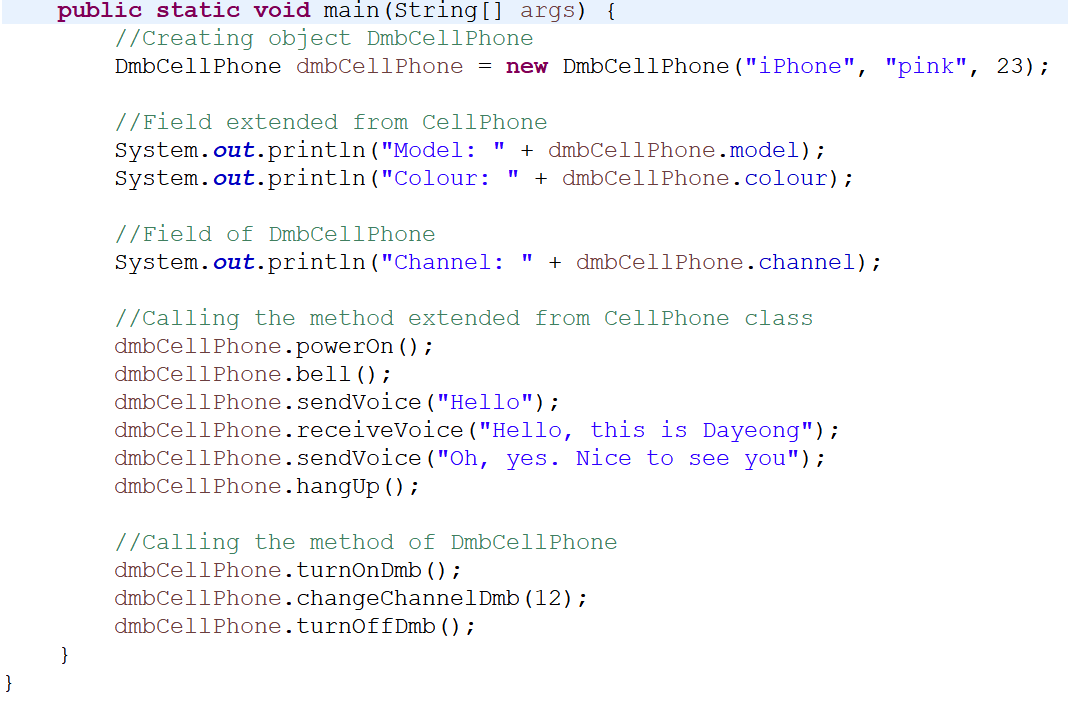 public static void main(String[] args) {
//Creating object DmbCellPhone
DmbCellPhone dmbCellPhone = new DmbCellPhone("iPhone", "pink", 23);
//Field extended from CellPhone
System.out.println("Model: " + dmbCellPhone.model);
System.out.println("Colour: " + dmbCellPhone.colour);
//Field of DmbCellPhone
System.out.println("Channel: " + dmbCellPhone.channel);
//Calling the method extended from CellPhone class
dmbCellPhone.powerOn();
dmbCellPhone.bell();
dmbCellPhone.sendVoice("Hello");
dmbCellPhone.receiveVoice("Hello, this is Dayeong");
dmbCellPhone.sendVoice("Oh, yes. Nice to see you");
dmbCellPhone.hangUp();
//Calling the method of DmbCellPhone
dmbCellPhone.turnOnDmb();
dmbCellPhone.changeChannelDmb(12);
dmbCellPhone.turnOffDmb();
}
}